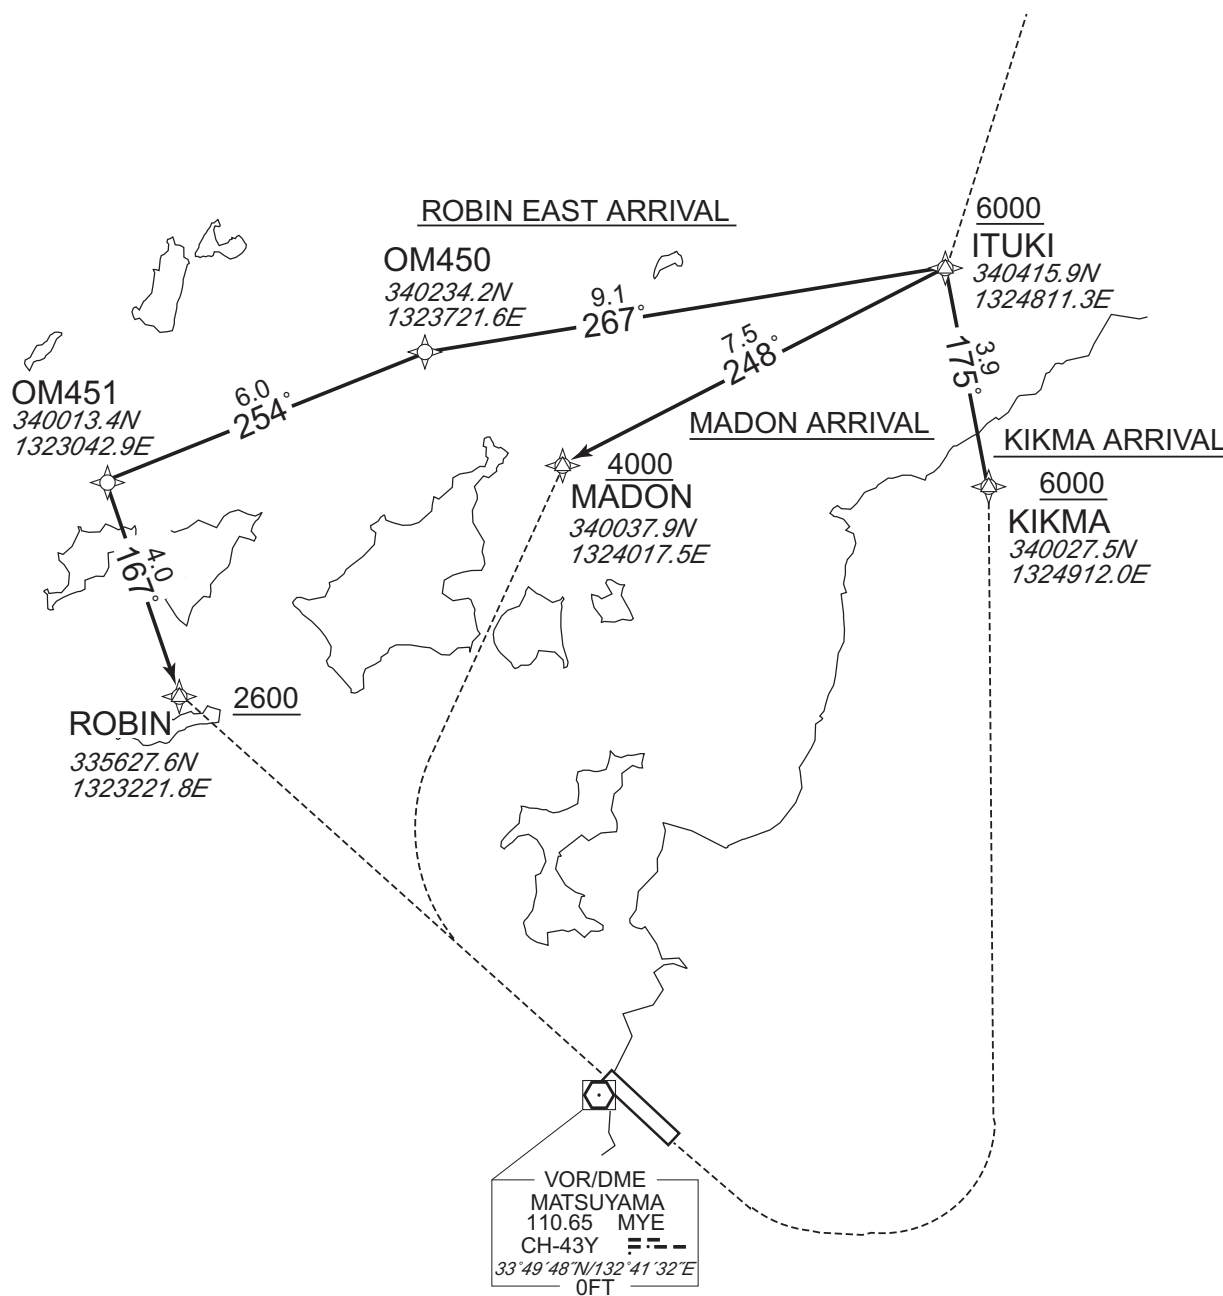 ROBIN EAST ARRIVAL
6000
ITUKI
340415.9N
1324811.3E
OM450
340234.2N
1323721.6E
9.1
267°
7.5
248°
3.9
175°
OM451
340013.4N
1323042.9E
6.0
254°
MADON ARRIVAL
KIKMA ARRIVAL
4000
MADON
340037.9N
1324017.5E
6000
KIKMA
340027.5N
1324912.0E
4.0
167°
2600
ROBIN
335627.6N
1323221.8E
VOR/DME
MATSUYAMA
110.65 MYE
CH-43Y
33°49´48˝N/132°41´32˝E
0FT